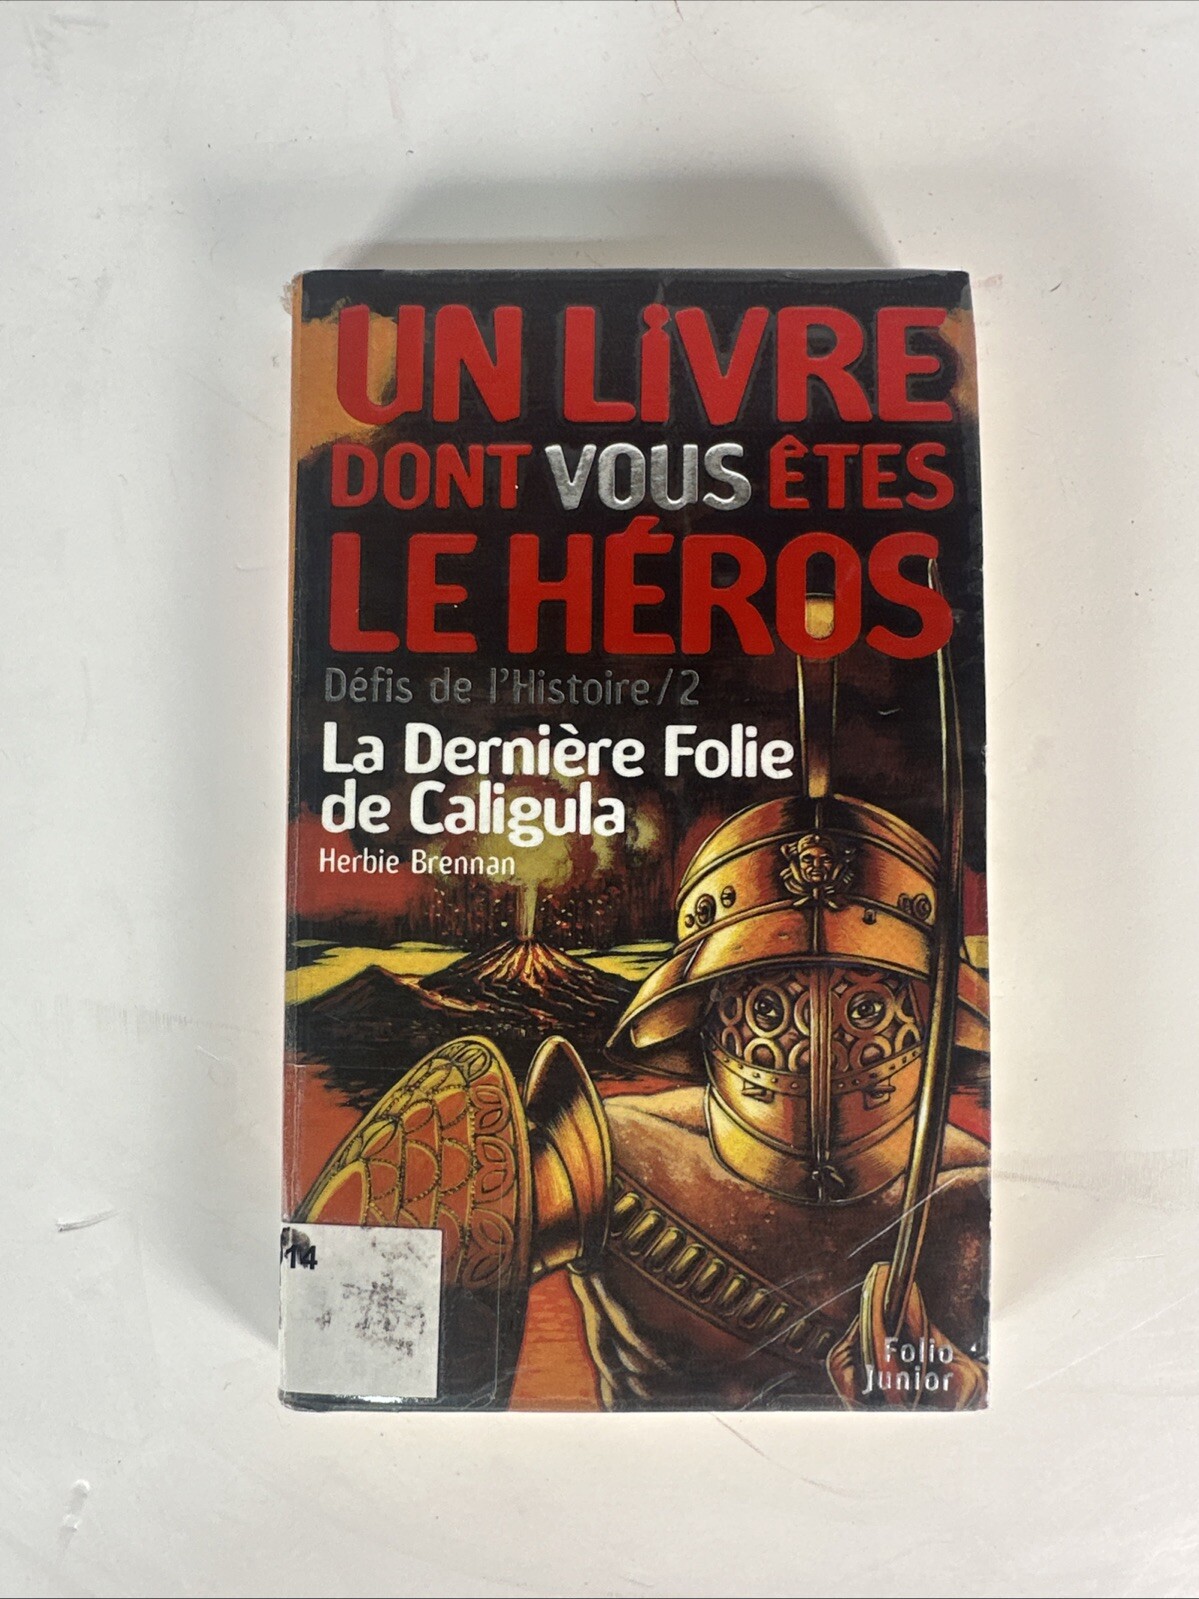 UN LiVRE
DONT VOUS ÊTES
LE HÉROS
Défis de l'Histoire/2
La Dernière Folie
de Caligula
Herbie Brennan
14
Folio
Junior